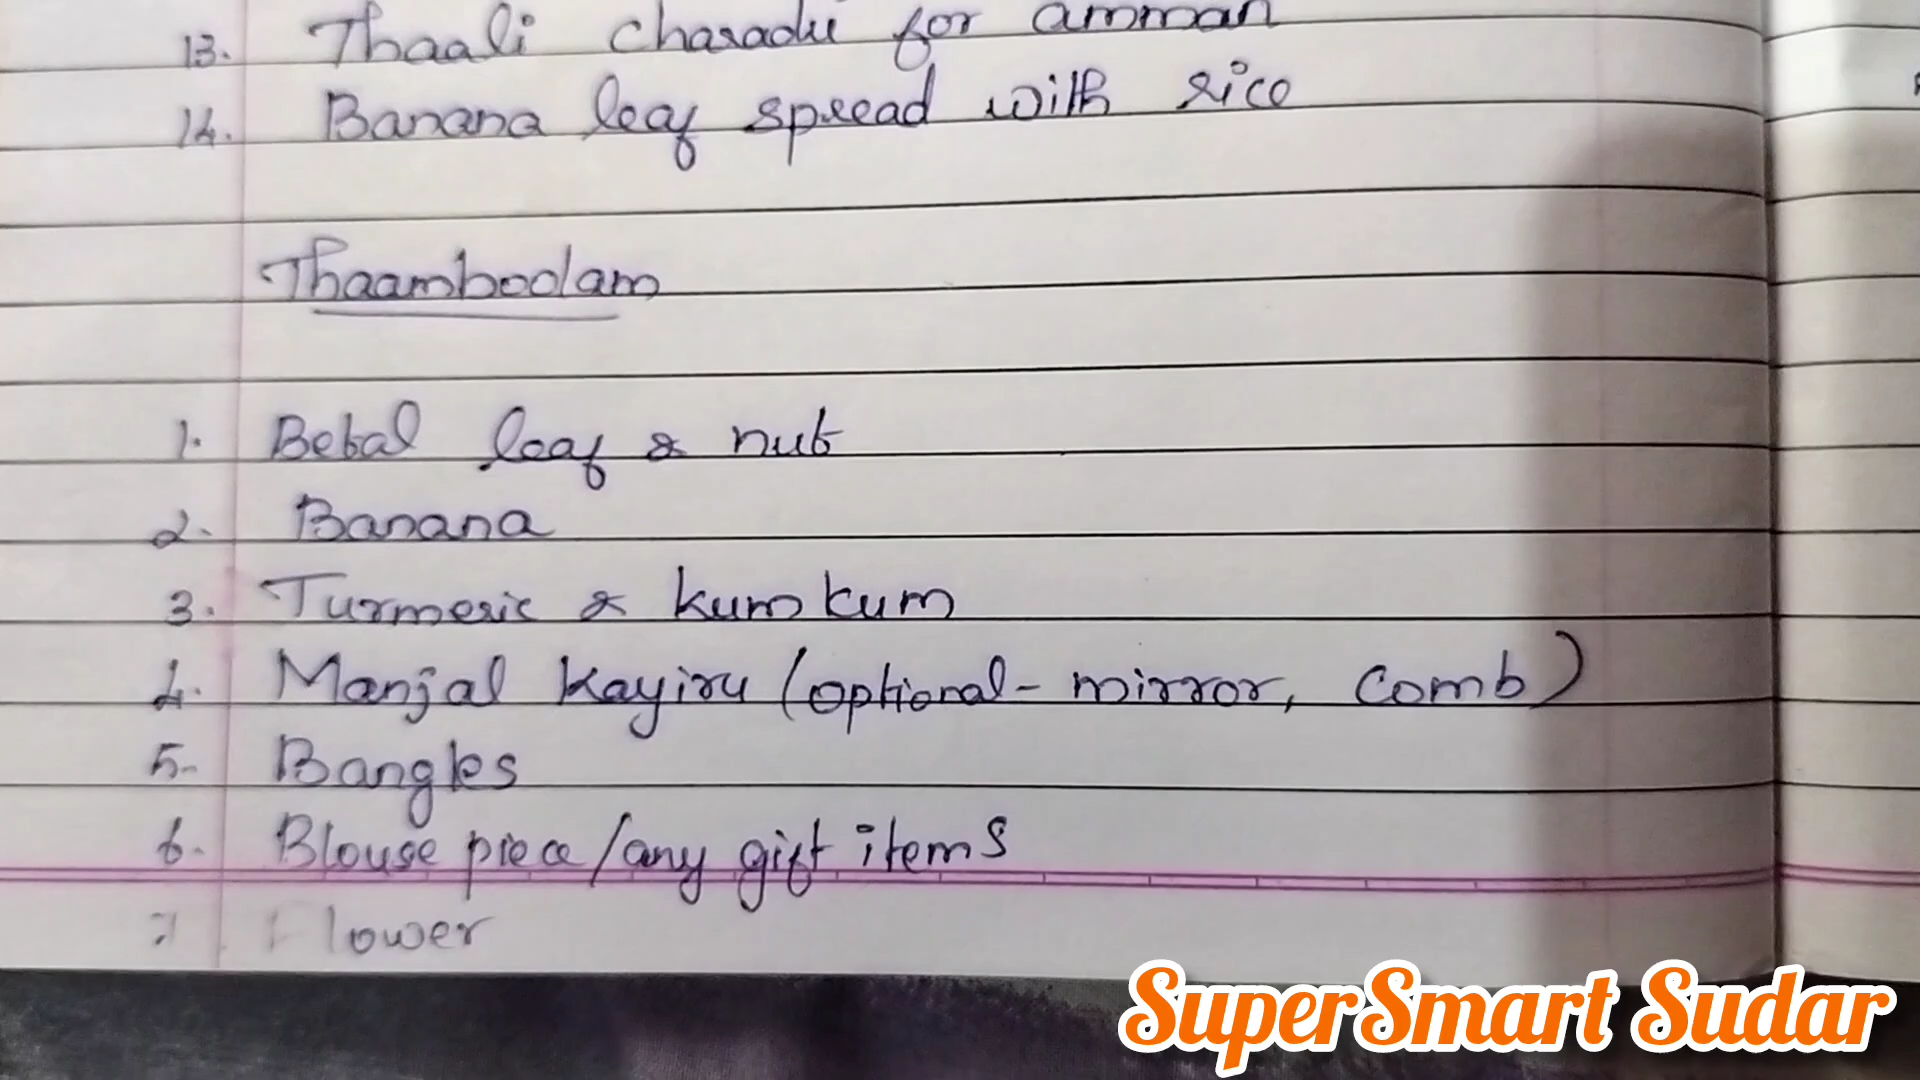 13. Thaali charadu for amman
14. Banana leaf spread with rice
Thaamboolam
1. Betal leaf & nut
2. Banana
3. Turmeric & kumkum
4. Manjal Kayiru (optional - mirror, comb)
5. Bangles
6. Blouse piece / any gift items
7. Flower
SuperSmart Sudar